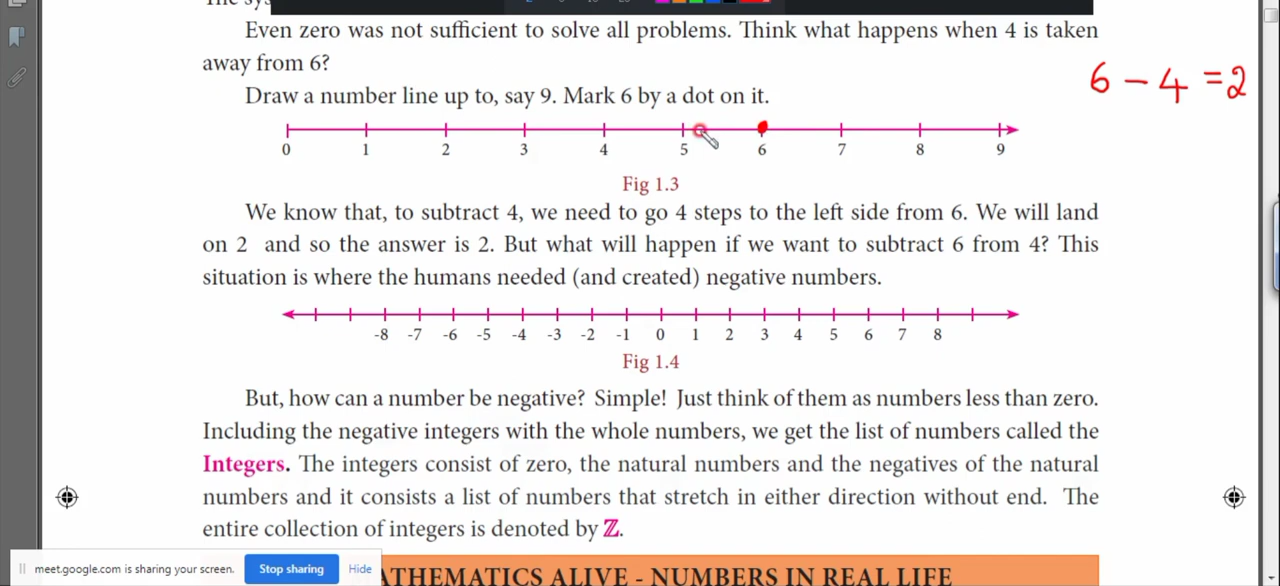 The sys
Even zero was not sufficient to solve all problems. Think what happens when 4 is taken
away from 6?
6 – 4 = 2
Draw a number line up to, say 9. Mark 6 by a dot on it.
0 1 2 3 4 5 6 7 8 9
Fig 1.3
We know that, to subtract 4, we need to go 4 steps to the left side from 6. We will land
on 2 and so the answer is 2. But what will happen if we want to subtract 6 from 4? This
situation is where the humans needed (and created) negative numbers.
-8 -7 -6 -5 -4 -3 -2 -1 0 1 2 3 4 5 6 7 8
Fig 1.4
But, how can a number be negative? Simple! Just think of them as numbers less than zero.
Including the negative integers with the whole numbers, we get the list of numbers called the
Integers. The integers consist of zero, the natural numbers and the negatives of the natural
numbers and it consists a list of numbers that stretch in either direction without end. The
entire collection of integers is denoted by ℤ.
meet.google.com is sharing your screen. Stop sharing Hide
ATHEMATICS ALIVE - NUMBERS IN REAL LIFE